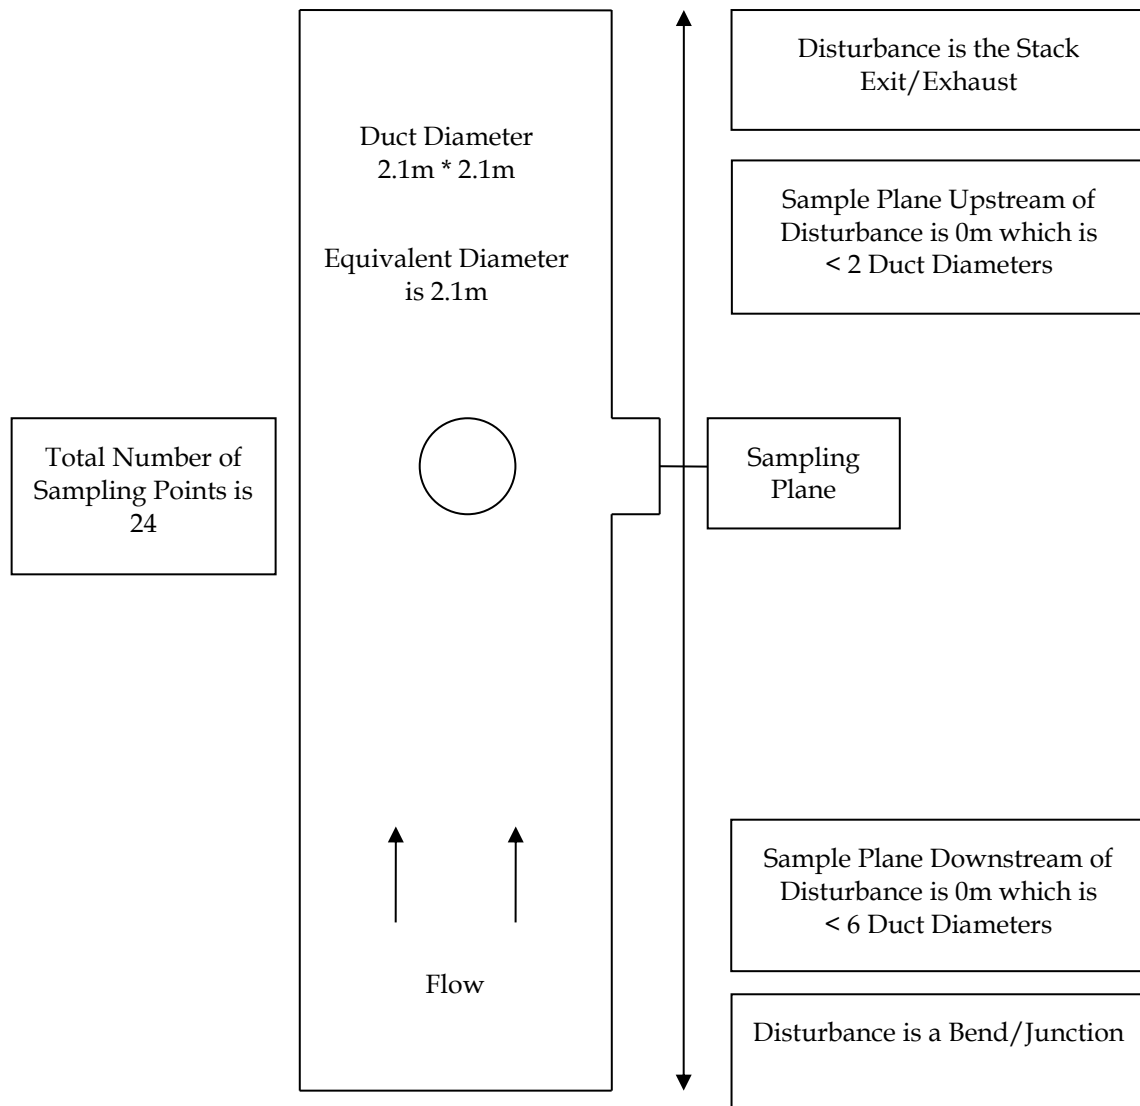 Disturbance is the Stack
Exit/Exhaust
Duct Diameter
2.1m * 2.1m
Sample Plane Upstream of
Disturbance is 0m which is
< 2 Duct Diameters
Equivalent Diameter
is 2.1m
Total Number of
Sampling Points is
24
Sampling
Plane
Sample Plane Downstream of
Disturbance is 0m which is
< 6 Duct Diameters
Flow
Disturbance is a Bend/Junction